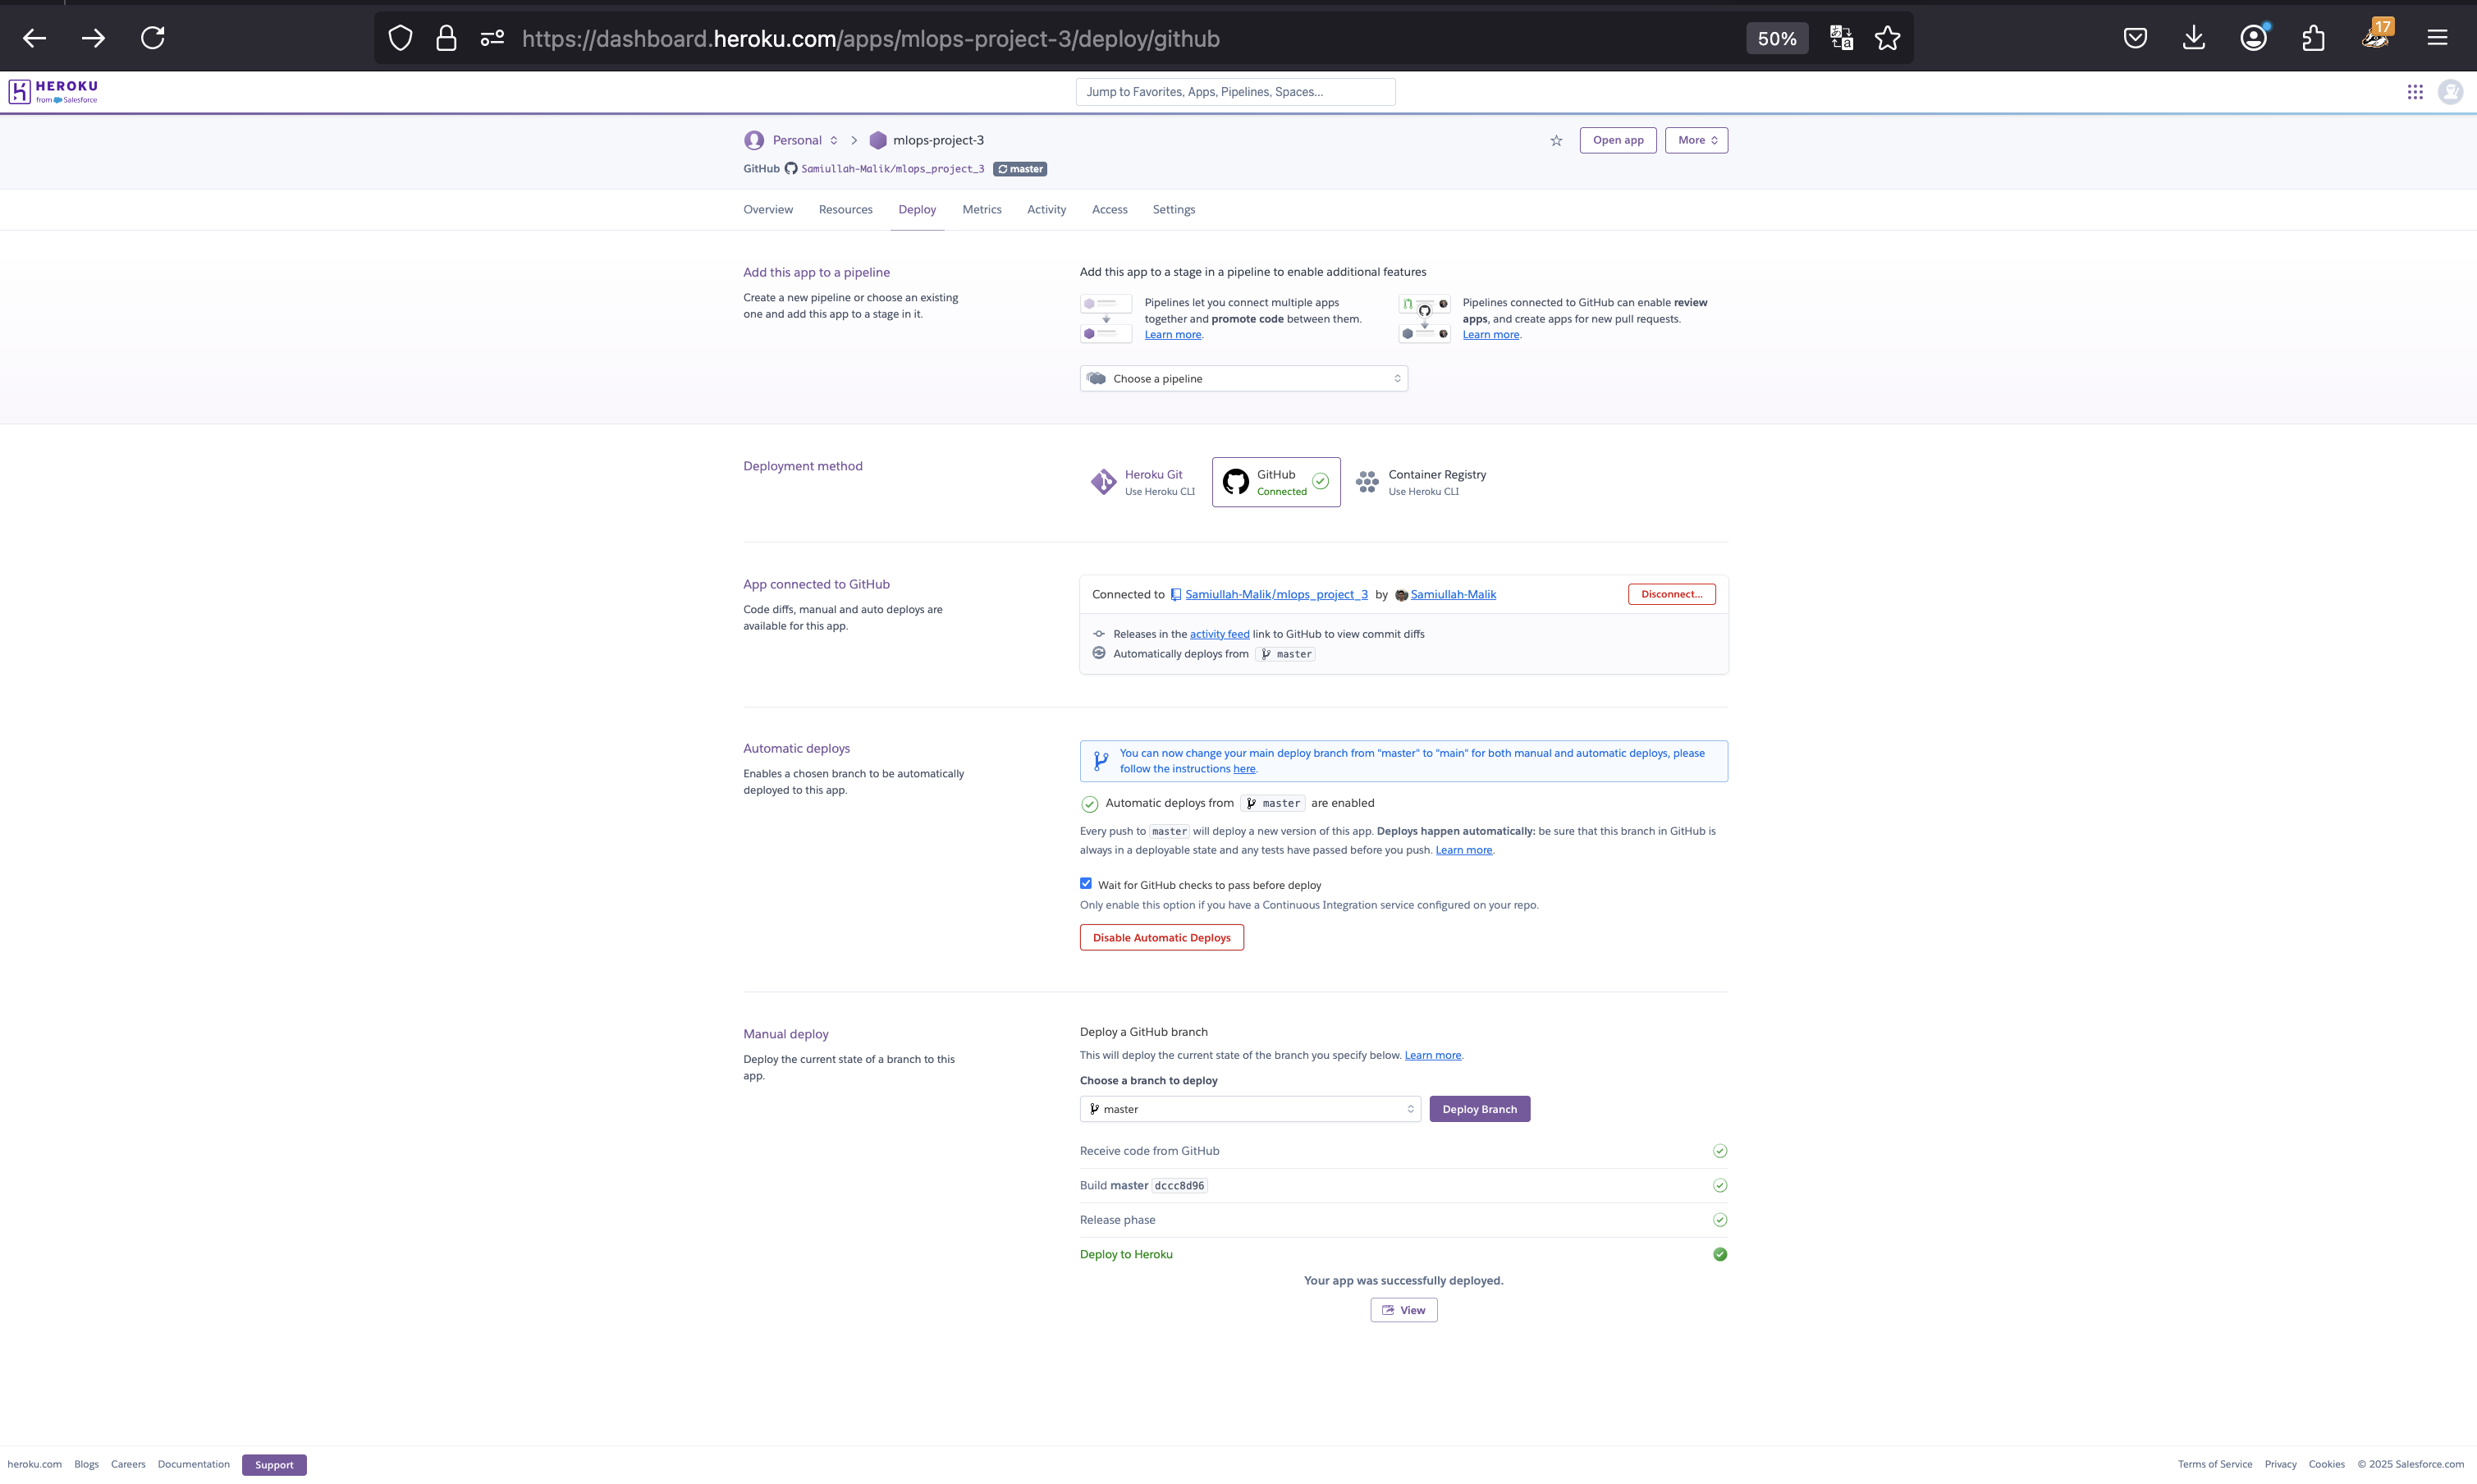 https://dashboard.heroku.com/apps/mlops-project-3/deploy/github
50%
17
HEROKU
from Salesforce
Jump to Favorites, Apps, Pipelines, Spaces...
Personal
mlops-project-3
Open app
More
GitHub Samiullah-Malik/mlops_project_3 master
Overview Resources Deploy Metrics Activity Access Settings
Add this app to a pipeline
Create a new pipeline or choose an existing
one and add this app to a stage in it.
Add this app to a stage in a pipeline to enable additional features
Pipelines let you connect multiple apps
together and promote code between them.
Learn more.
Pipelines connected to GitHub can enable review
apps, and create apps for new pull requests.
Learn more.
Choose a pipeline
Deployment method
Heroku Git
Use Heroku CLI
GitHub
Connected
Container Registry
Use Heroku CLI
App connected to GitHub
Code diffs, manual and auto deploys are
available for this app.
Connected to Samiullah-Malik/mlops_project_3 by Samiullah-Malik
Disconnect...
Releases in the activity feed link to GitHub to view commit diffs
Automatically deploys from master
Automatic deploys
Enables a chosen branch to be automatically
deployed to this app.
You can now change your main deploy branch from "master" to "main" for both manual and automatic deploys, please
follow the instructions here.
Automatic deploys from master are enabled
Every push to master will deploy a new version of this app. Deploys happen automatically: be sure that this branch in GitHub is
always in a deployable state and any tests have passed before you push. Learn more.
Wait for GitHub checks to pass before deploy
Only enable this option if you have a Continuous Integration service configured on your repo.
Disable Automatic Deploys
Manual deploy
Deploy the current state of a branch to this
app.
Deploy a GitHub branch
This will deploy the current state of the branch you specify below. Learn more.
Choose a branch to deploy
master
Deploy Branch
Receive code from GitHub
Build master dccc8d96
Release phase
Deploy to Heroku
Your app was successfully deployed.
View
heroku.com Blogs Careers Documentation Support
Terms of Service Privacy Cookies © 2025 Salesforce.com